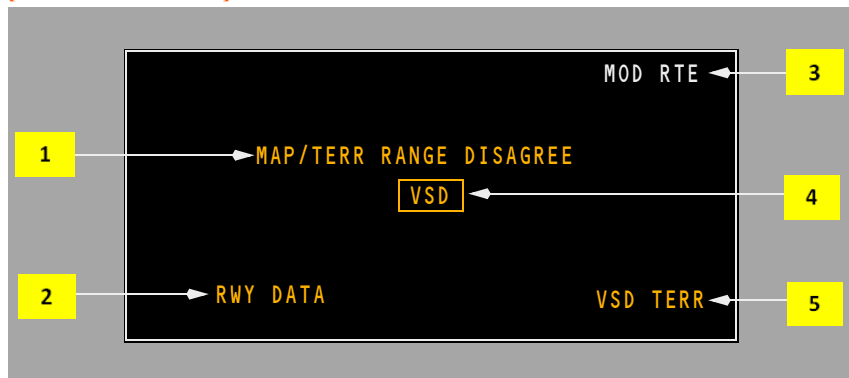 MOD RTE 3
1 MAP/TERR RANGE DISAGREE
VSD 4
2 RWY DATA
VSD TERR 5